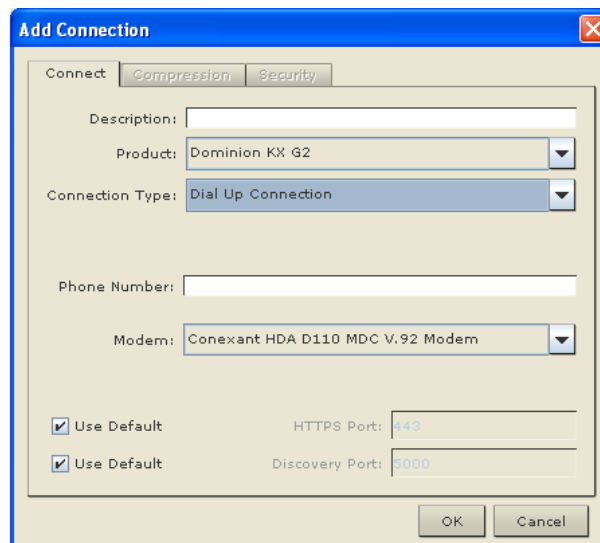 Add Connection
Connect Compression Security
Description:
Product: Dominion KX G2
Connection Type: Dial Up Connection
Phone Number:
Modem: Conexant HDA D110 MDC V.92 Modem
Use Default HTTPS Port: 443
Use Default Discovery Port: 5000
OK Cancel